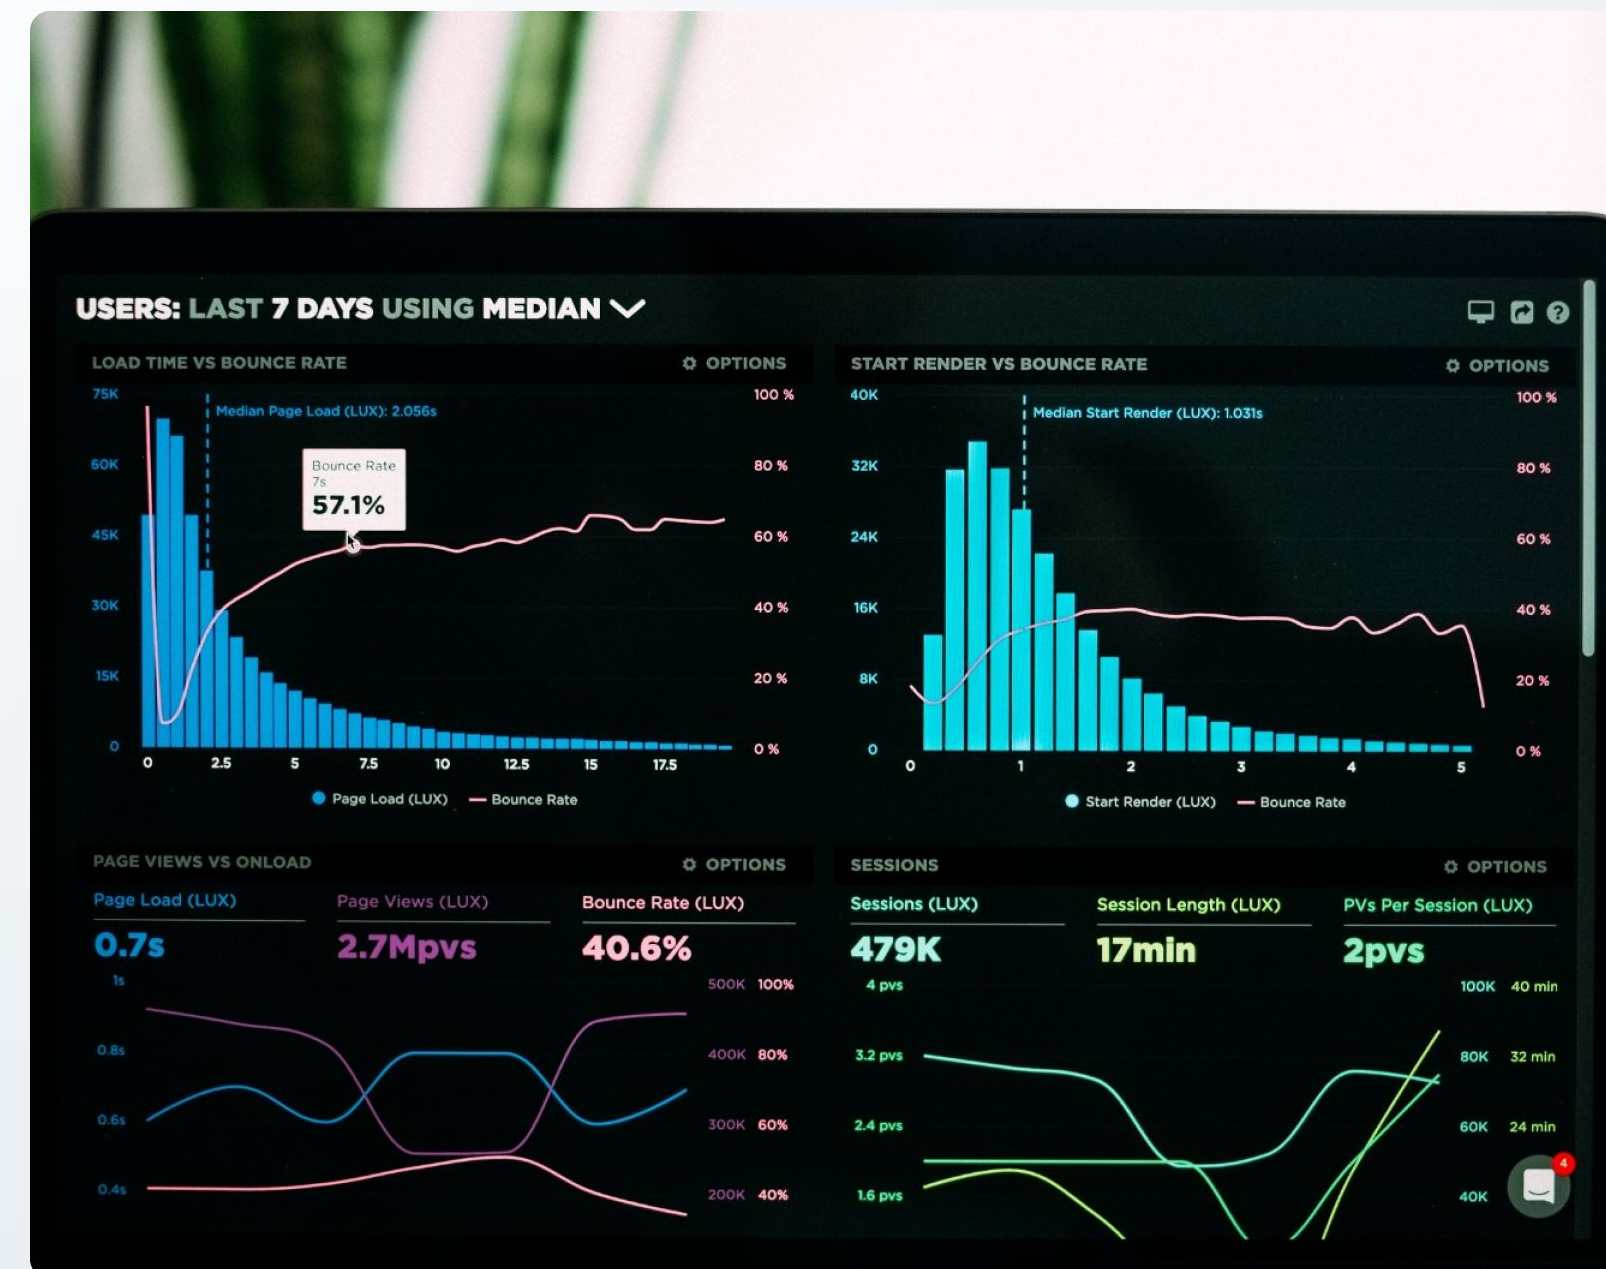 USERS: LAST 7 DAYS USING MEDIAN
LOAD TIME VS BOUNCE RATE
OPTIONS
75K
60K
45K
30K
15K
0
Median Page Load (LUX): 2.056s
Bounce Rate
7s
57.1%
100 %
80 %
60 %
40 %
20 %
0 %
0 2.5 5 7.5 10 12.5 15 17.5
Page Load (LUX) Bounce Rate
START RENDER VS BOUNCE RATE
OPTIONS
40K
32K
24K
16K
8K
0
Median Start Render (LUX): 1.031s
100 %
80 %
60 %
40 %
20 %
0 %
0 1 2 3 4 5
Start Render (LUX) Bounce Rate
PAGE VIEWS VS ONLOAD
OPTIONS
Page Load (LUX) Page Views (LUX) Bounce Rate (LUX)
0.7s 2.7Mpvs 40.6%
1s
0.8s
0.6s
0.4s
500K 100%
400K 80%
300K 60%
200K 40%
SESSIONS
OPTIONS
Sessions (LUX) Session Length (LUX) PVs Per Session (LUX)
479K 17min 2pvs
4 pvs
3.2 pvs
2.4 pvs
1.6 pvs
100K 40 min
80K 32 min
60K 24 min
40K
4